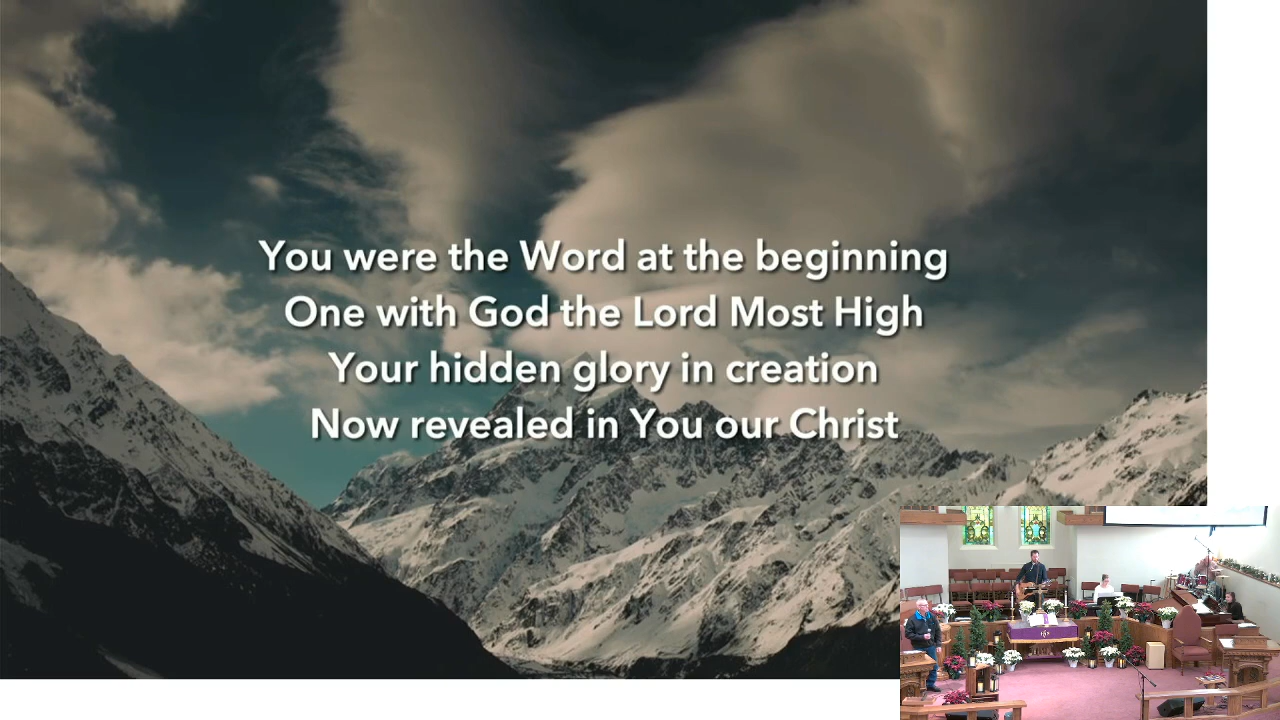 You were the Word at the beginning
One with God the Lord Most High
Your hidden glory in creation
Now revealed in You our Christ